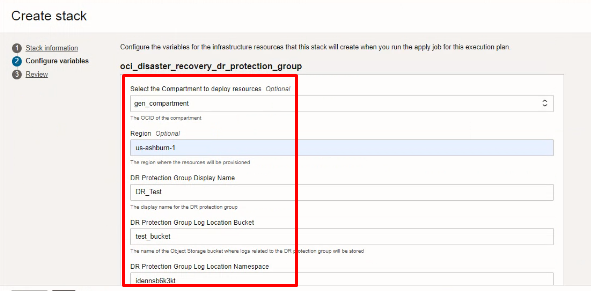 Create stack
1 Stack information
2 Configure variables
3 Review
Configure the variables for the infrastructure resources that this stack will create when you run the apply job for this execution plan.
oci_disaster_recovery_dr_protection_group
Select the Compartment to deploy resources Optional
gen_compartment
The OCID of the compartment
Region Optional
us-ashburn-1
The region where the resources will be provisioned
DR Protection Group Display Name
DR_Test
The display name for the DR protection group
DR Protection Group Log Location Bucket
test_bucket
The name of the Object Storage bucket where logs related to the DR protection group will be stored
DR Protection Group Log Location Namespace